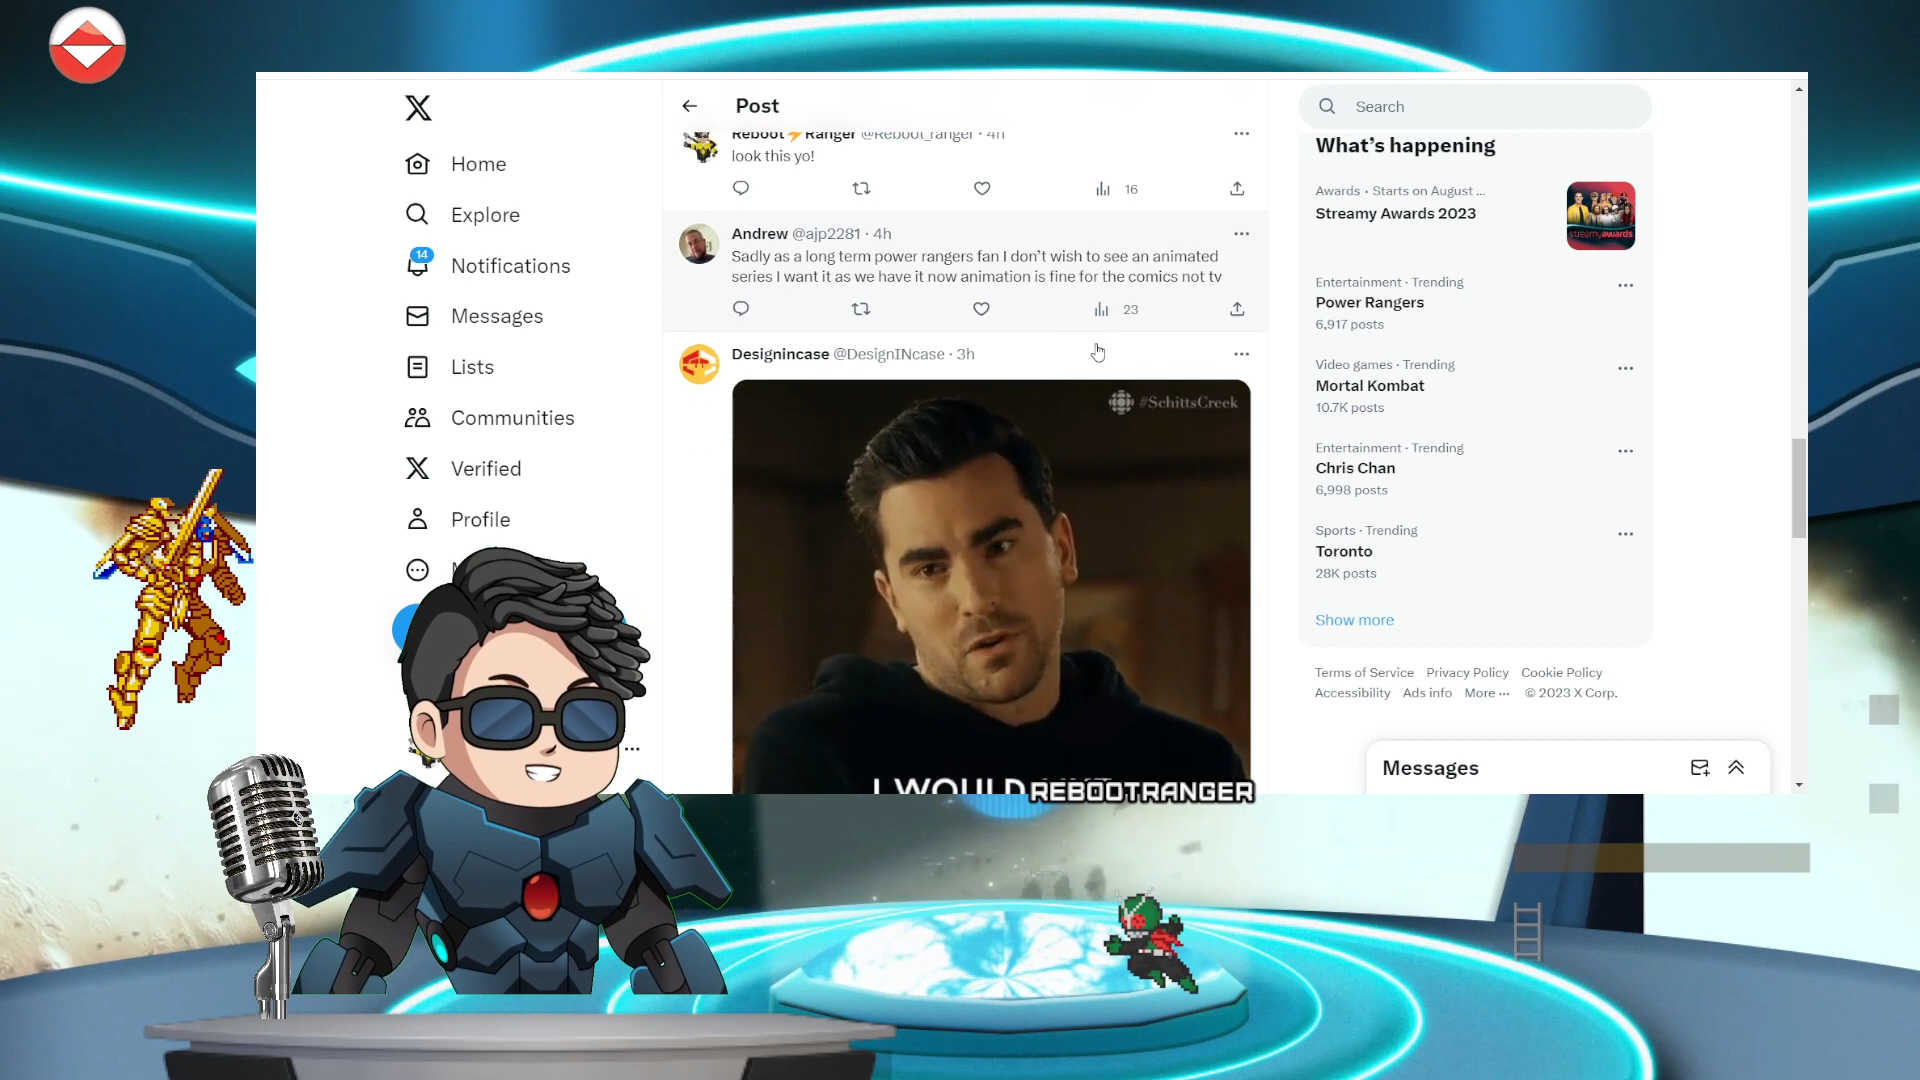 Home
Explore
14
Notifications
Messages
Lists
Communities
Verified
Profile
Post
Reboot⚡Ranger @Reboot_ranger · 4h
look this yo!
16
Andrew @ajp2281 · 4h
Sadly as a long term power rangers fan I don't wish to see an animated
series I want it as we have it now animation is fine for the comics not tv
23
Designincase @DesignINcase · 3h
#SchittsCreek
I WOULD
REBOOTRANGER
Search
What's happening
Awards · Starts on August ...
Streamy Awards 2023
streamyawards
Entertainment · Trending
Power Rangers
6,917 posts
Video games · Trending
Mortal Kombat
10.7K posts
Entertainment · Trending
Chris Chan
6,998 posts
Sports · Trending
Toronto
28K posts
Show more
Terms of Service Privacy Policy Cookie Policy
Accessibility Ads info More ··· © 2023 X Corp.
Messages